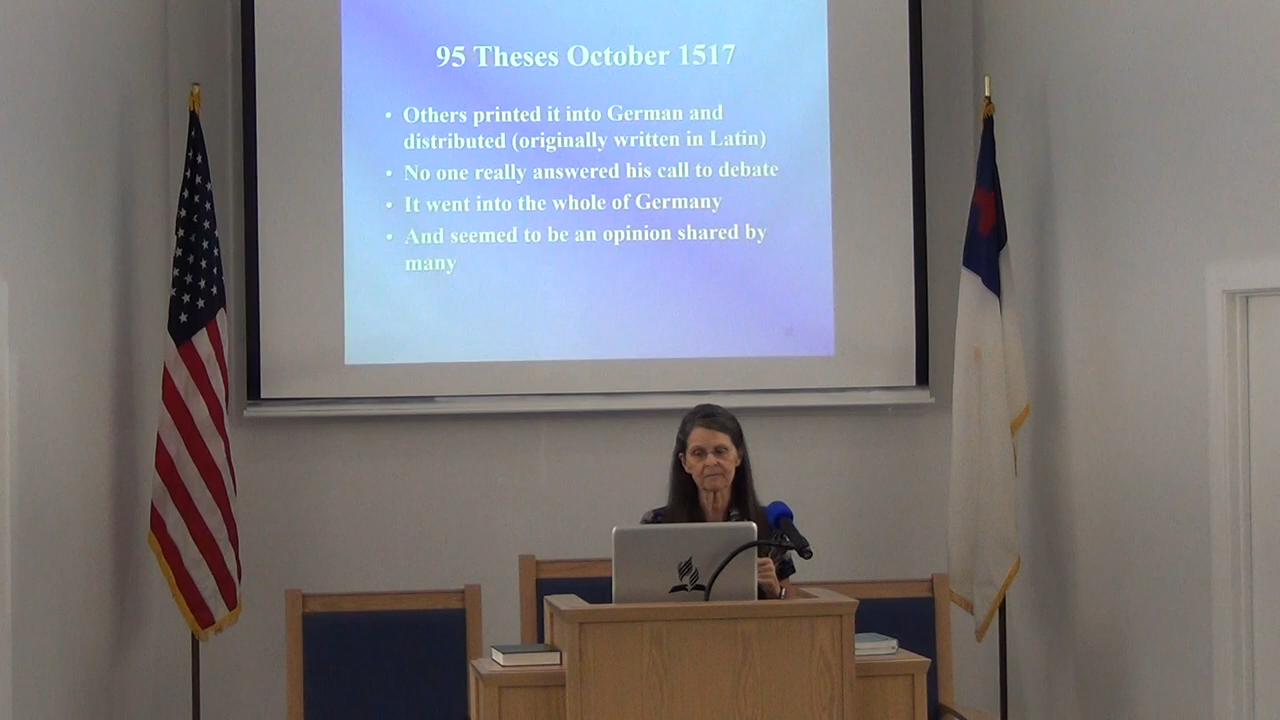 95 Theses October 1517
• Others printed it into German and
distributed (originally written in Latin)
• No one really answered his call to debate
• It went into the whole of Germany
• And seemed to be an opinion shared by
many